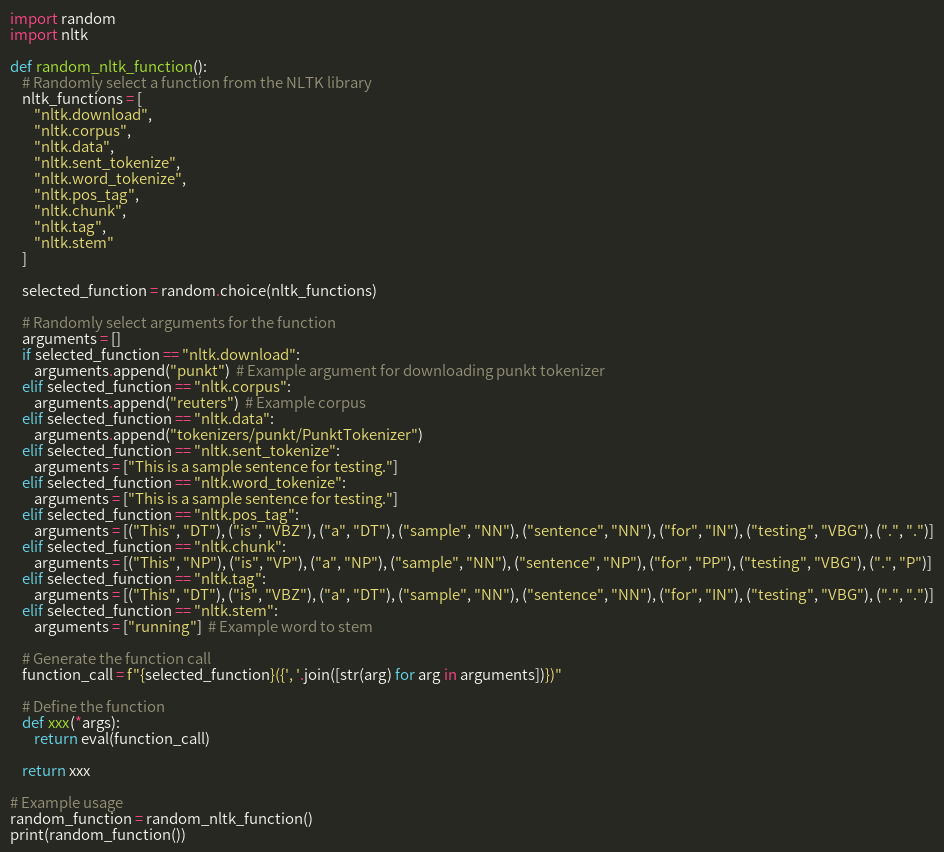 import random
import nltk

def random_nltk_function():
    # Randomly select a function from the NLTK library
    nltk_functions = [
        "nltk.download",
        "nltk.corpus",
        "nltk.data",
        "nltk.sent_tokenize",
        "nltk.word_tokenize",
        "nltk.pos_tag",
        "nltk.chunk",
        "nltk.tag",
        "nltk.stem"
    ]

    selected_function = random.choice(nltk_functions)

    # Randomly select arguments for the function
    arguments = []
    if selected_function == "nltk.download":
        arguments.append("punkt")  # Example argument for downloading punkt tokenizer
    elif selected_function == "nltk.corpus":
        arguments.append("reuters")  # Example corpus
    elif selected_function == "nltk.data":
        arguments.append("tokenizers/punkt/PunktTokenizer")
    elif selected_function == "nltk.sent_tokenize":
        arguments = ["This is a sample sentence for testing."]
    elif selected_function == "nltk.word_tokenize":
        arguments = ["This is a sample sentence for testing."]
    elif selected_function == "nltk.pos_tag":
        arguments = [("This", "DT"), ("is", "VBZ"), ("a", "DT"), ("sample", "NN"), ("sentence", "NN"), ("for", "IN"), ("testing", "VBG"), (".", ".")]
    elif selected_function == "nltk.chunk":
        arguments = [("This", "NP"), ("is", "VP"), ("a", "NP"), ("sample", "NN"), ("sentence", "NP"), ("for", "PP"), ("testing", "VBG"), (".", "P")]
    elif selected_function == "nltk.tag":
        arguments = [("This", "DT"), ("is", "VBZ"), ("a", "DT"), ("sample", "NN"), ("sentence", "NN"), ("for", "IN"), ("testing", "VBG"), (".", ".")]
    elif selected_function == "nltk.stem":
        arguments = ["running"]  # Example word to stem

    # Generate the function call
    function_call = f"{selected_function}({', '.join([str(arg) for arg in arguments])})"

    # Define the function
    def xxx(*args):
        return eval(function_call)

    return xxx

# Example usage
random_function = random_nltk_function()
print(random_function())